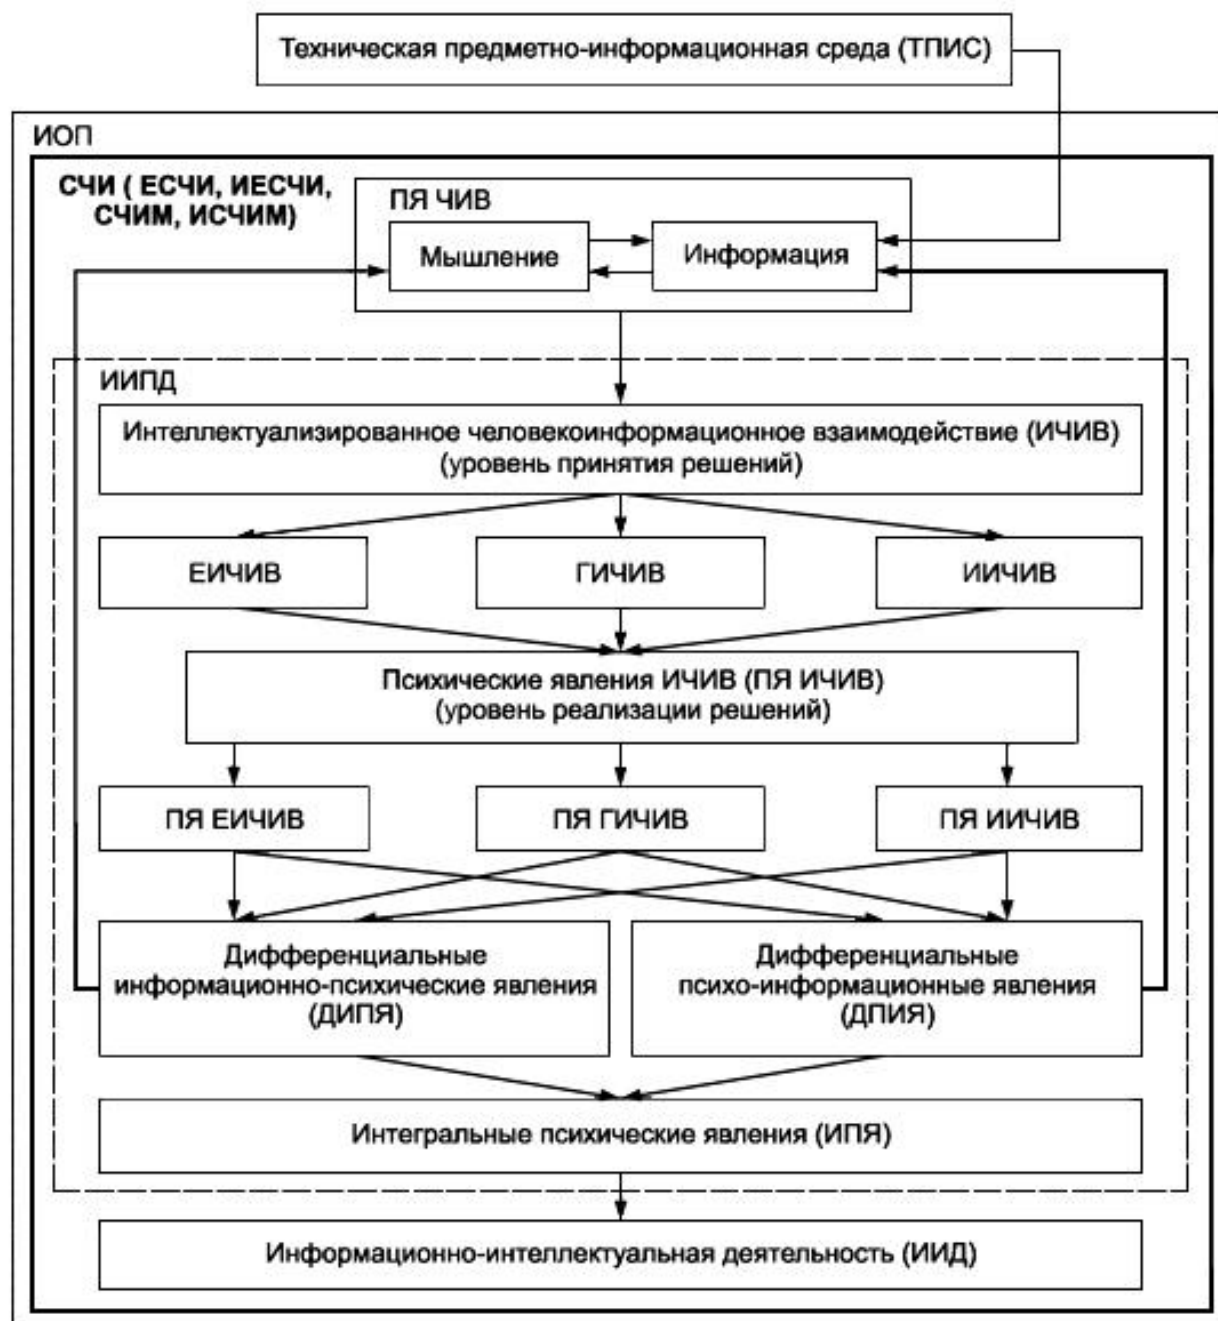 Техническая предметно-информационная среда (ТПИС)
ИОП
СЧИ ( ЕСЧИ, ИЕСЧИ,
СЧИМ, ИСЧИМ)
ПЯ ЧИВ
Мышление
Информация
ИИПД
Интеллектуализированное человекоинформационное взаимодействие (ИЧИВ)
(уровень принятия решений)
ЕИЧИВ
ГИЧИВ
ИИЧИВ
Психические явления ИЧИВ (ПЯ ИЧИВ)
(уровень реализации решений)
ПЯ ЕИЧИВ
ПЯ ГИЧИВ
ПЯ ИИЧИВ
Дифференциальные
информационно-психические явления
(ДИПЯ)
Дифференциальные
психо-информационные явления
(ДПИЯ)
Интегральные психические явления (ИПЯ)
Информационно-интеллектуальная деятельность (ИИД)